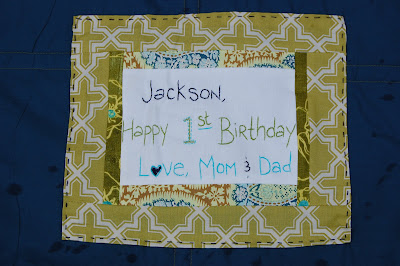 Jackson,
Happy 1st Birthday
Love, Mom & Dad